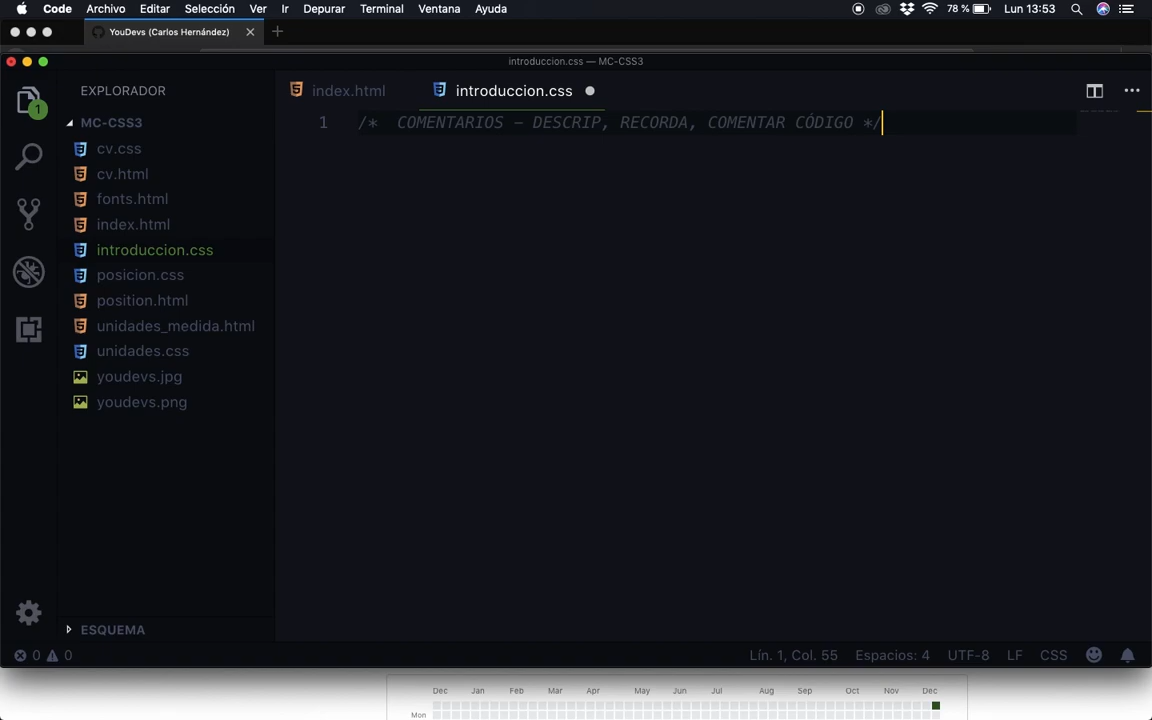 Code Archivo Editar Selección Ver Ir Depurar Terminal Ventana Ayuda 78 % Lun 13:53
YouDevs (Carlos Hernández)
introduccion.css — MC-CSS3
EXPLORADOR
index.html
introduccion.css
1
MC-CSS3
1 /* COMENTARIOS - DESCRIP, RECORDA, COMENTAR CÓDIGO */
cv.css
cv.html
fonts.html
index.html
introduccion.css
posicion.css
position.html
unidades_medida.html
unidades.css
youdevs.jpg
youdevs.png
ESQUEMA
0 0 Lín. 1, Col. 55 Espacios: 4 UTF-8 LF CSS
Dec Jan Feb Mar Apr May Jun Jul Aug Sep Oct Nov Dec
Mon